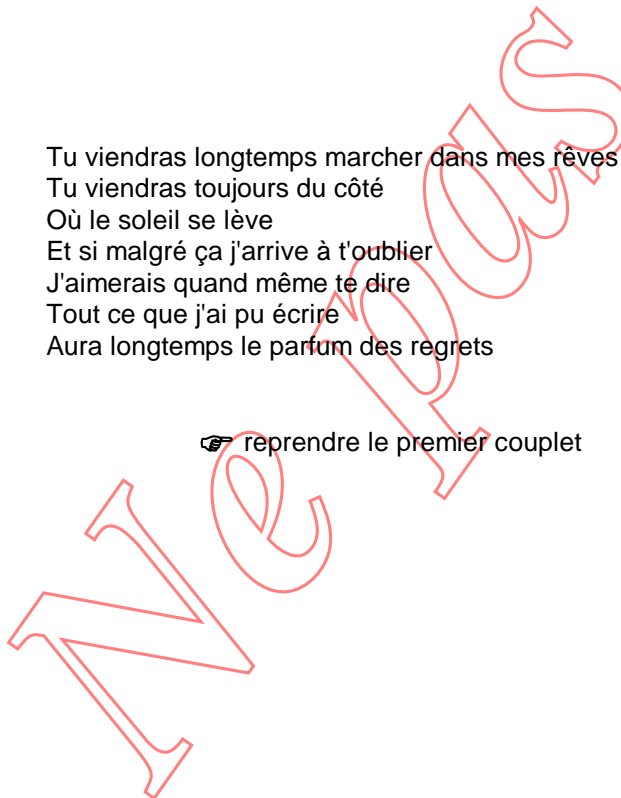 Tu viendras longtemps marcher dans mes rêves
Tu viendras toujours du côté
Où le soleil se lève
Et si malgré ça j'arrive à t'oublier
J'aimerais quand même te dire
Tout ce que j'ai pu écrire
Aura longtemps le parfum des regrets
☞ reprendre le premier couplet
Ne pas